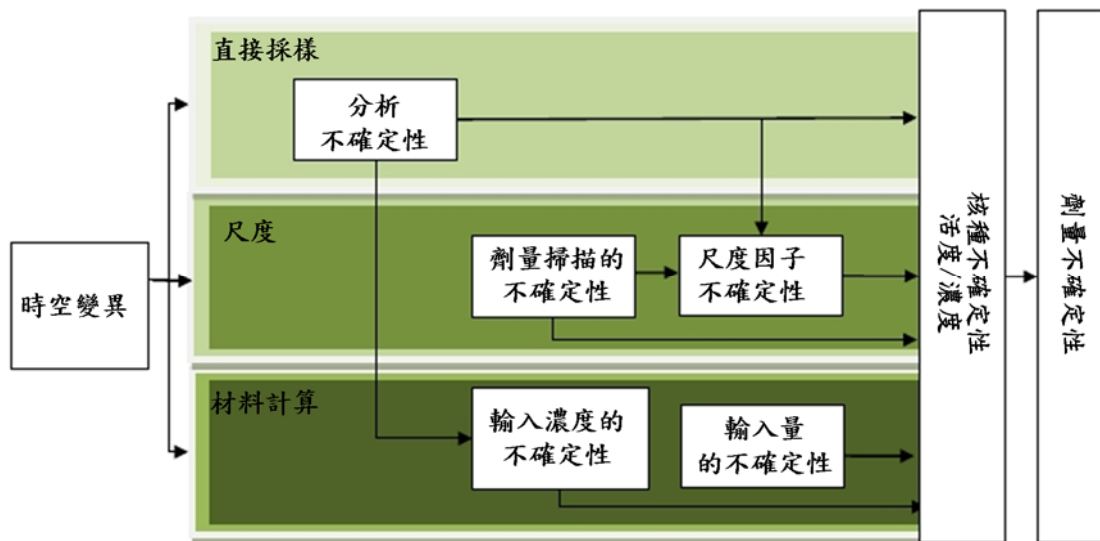 直接採樣
分析
不確定性
尺度
劑量掃描的
不確定性
尺度因子
不確定性
時空變異
材料計算
輸入濃度的
不確定性
輸入量
的不確定性
核種不確定性
活度/濃度
劑量不確定性